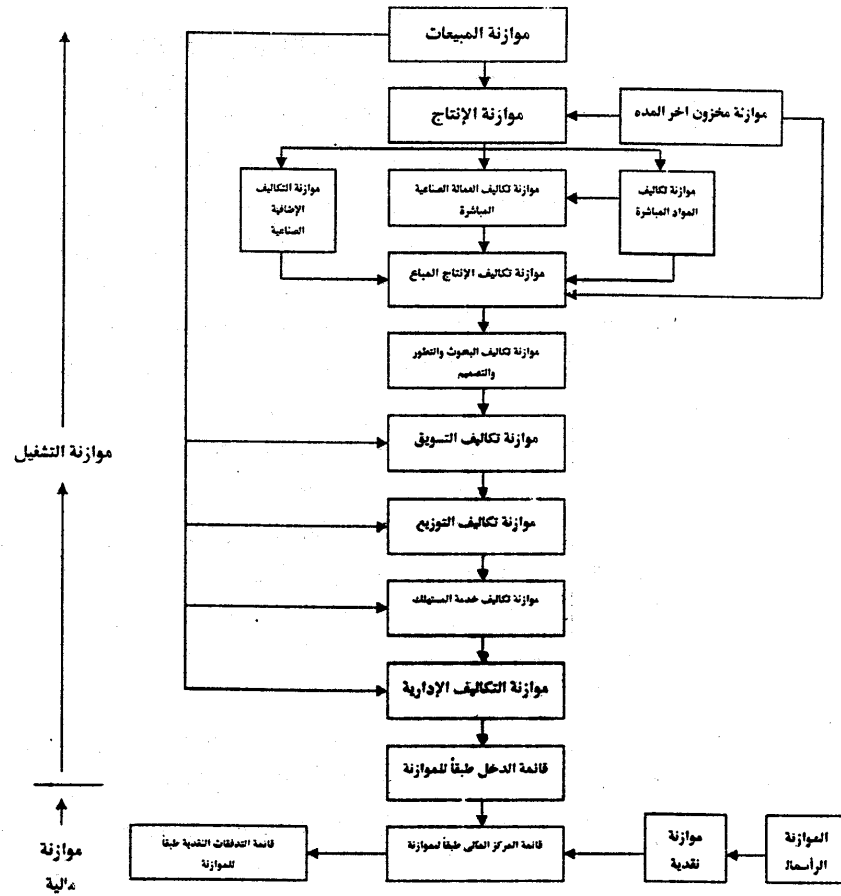 موازنة المبيعات
موازنة الإنتاج
موازنة مخزون اخر المده
موازنة تكاليف
المواد المباشرة
موازنة تكاليف العمالة الصناعية
المباشرة
موازنة التكاليف
الإضافية
الصناعية
موازنة تكاليف الإنتاج المباع
موازنة تكاليف البحوث والتطور
والتصميم
موازنة تكاليف التسويق
موازنة التشغيل
موازنة تكاليف التوزيع
موازنة تكاليف خدمة المستهلك
موازنة التكاليف الإدارية
قائمة الدخل طبقاً للموازنة
الموازنة
الرأسمال
موازنة
نقدية
قائمة المركز المالى طبقاً للموازنة
قائمة التدفقات النقدية طبقاً
للموازنة
موازنة
مالية